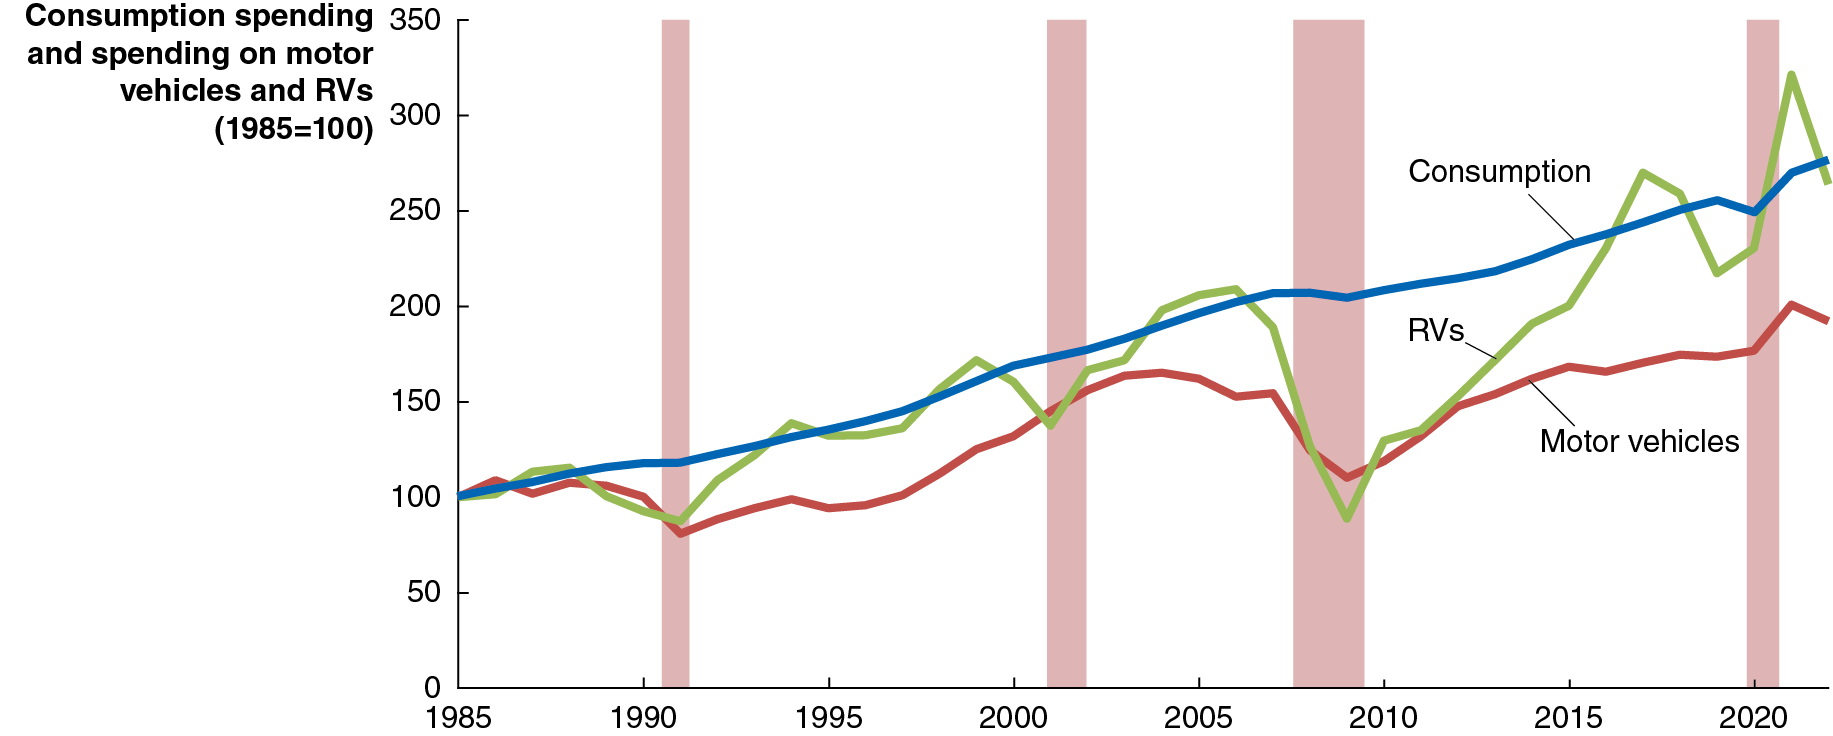 Consumption spending
and spending on motor
vehicles and RVs
(1985=100)
350
300
250
200
150
100
50
0
Consumption
RVs
Motor vehicles
1985
1990
1995
2000
2005
2010
2015
2020